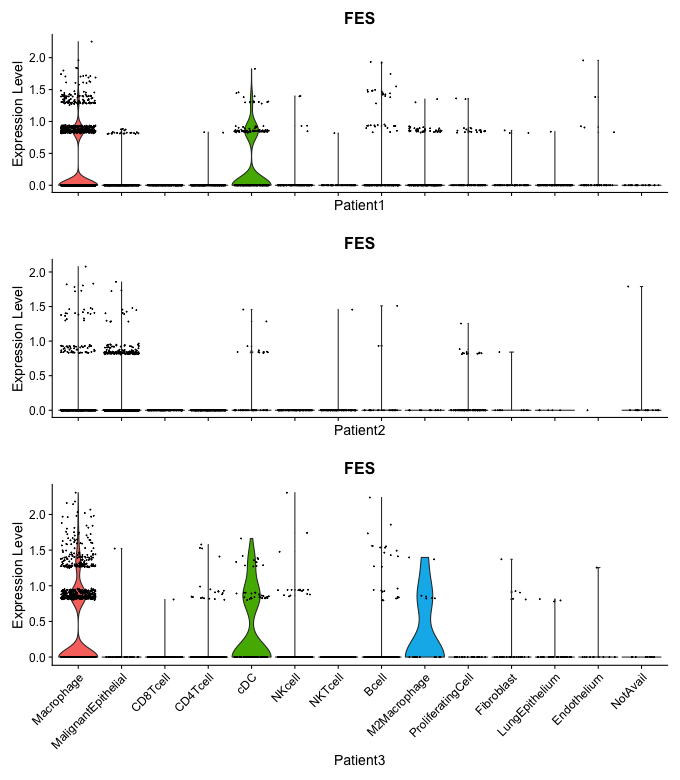 FES
Expression Level
2.0
1.5
1.0
0.5
0.0
Patient1
FES
Expression Level
2.0
1.5
1.0
0.5
0.0
Patient2
FES
Expression Level
2.0
1.5
1.0
0.5
0.0
Macrophage
MalignantEpithelial
CD8Tcell
CD4Tcell
cDC
NKcell
NKTcell
Bcell
M2Macrophage
ProliferatingCell
Fibroblast
LungEpithelium
Endothelium
NotAvail
Patient3